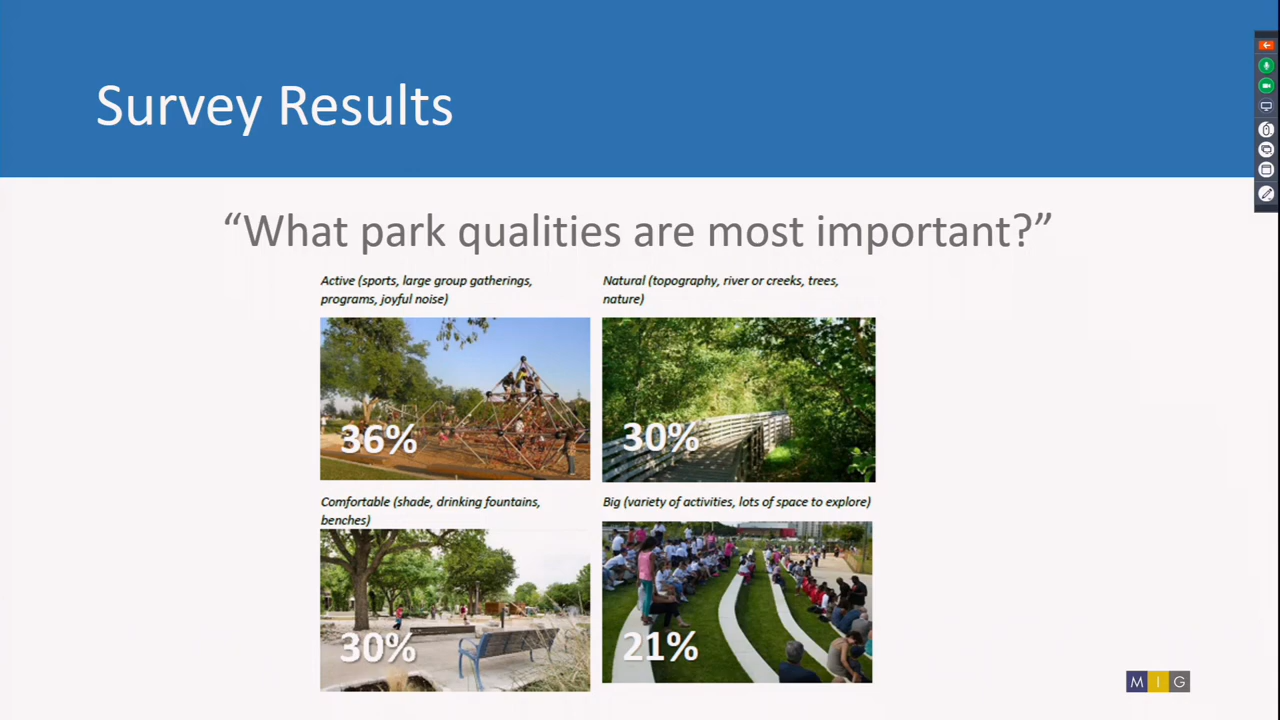 Survey Results
“What park qualities are most important?”
Active (sports, large group gatherings,
programs, joyful noise)
36%
Natural (topography, river or creeks, trees,
nature)
30%
Comfortable (shade, drinking fountains,
benches)
30%
Big (variety of activities, lots of space to explore)
21%
MIG